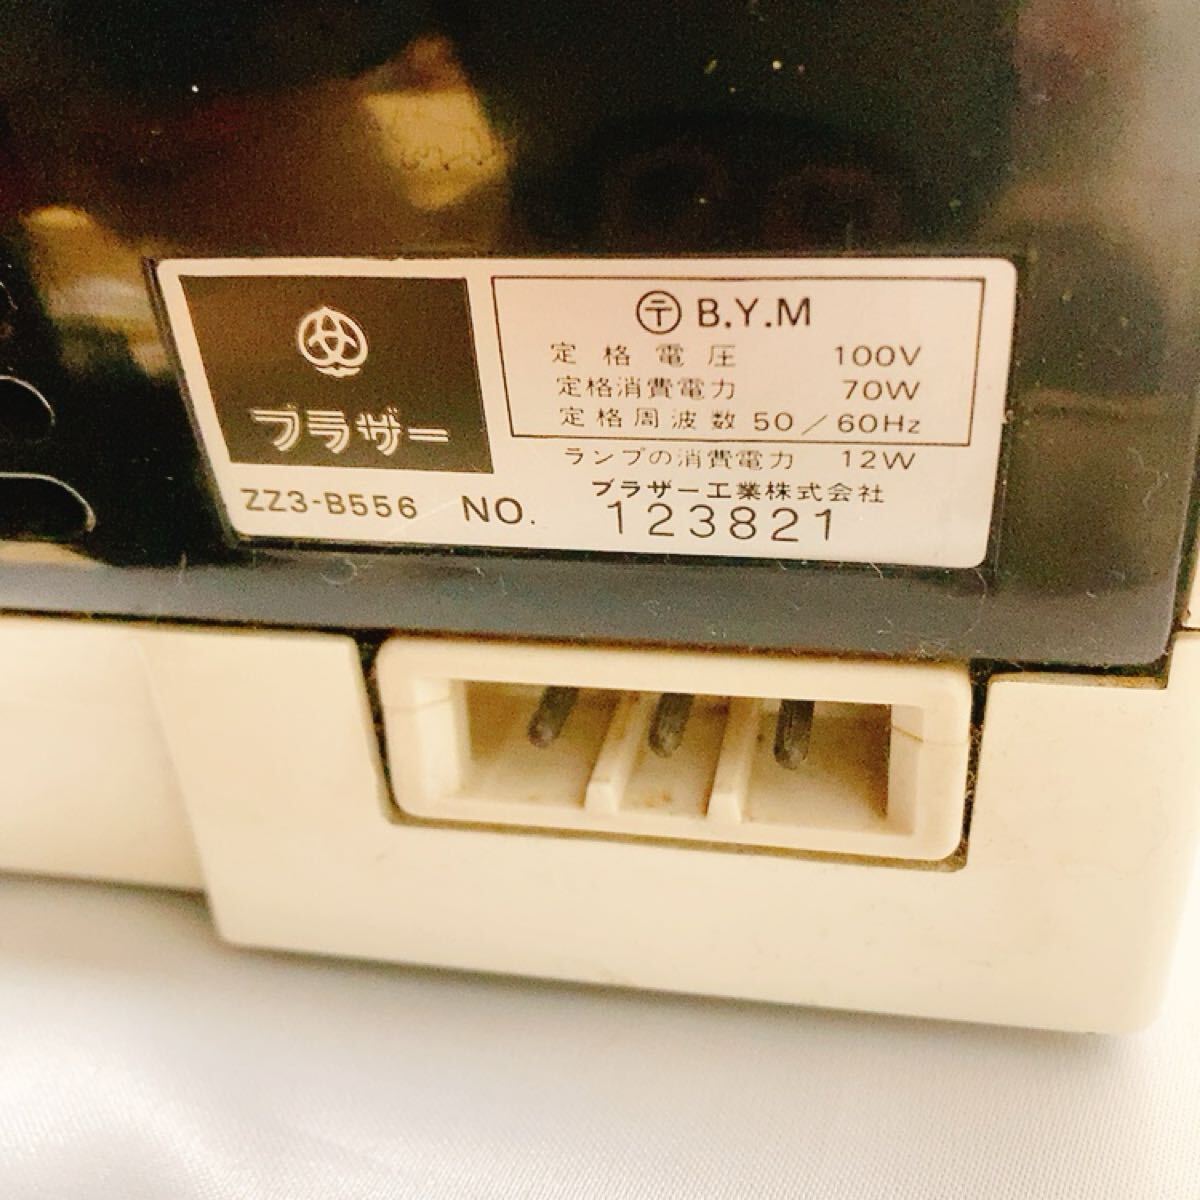 ブラザー
〒 B.Y.M
定格電圧 100V
定格消費電力 70W
定格周波数 50/60Hz
ランプの消費電力 12W
ブラザー工業株式会社
ZZ3-B556 NO. 123821